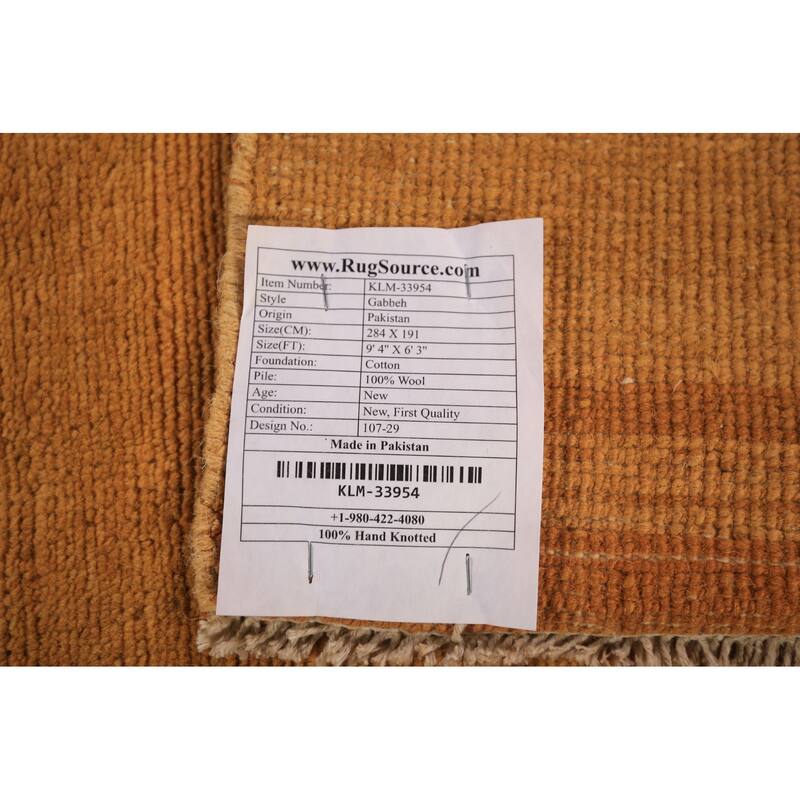 www.RugSource.com
Item Number: KLM-33954
Style Gabbeh
Origin Pakistan
Size(CM): 284 X 191
Size(FT): 9' 4" X 6' 3"
Foundation: Cotton
Pile: 100% Wool
Age: New
Condition: New, First Quality
Design No.: 107-29
Made in Pakistan
KLM-33954
+1-980-422-4080
100% Hand Knotted